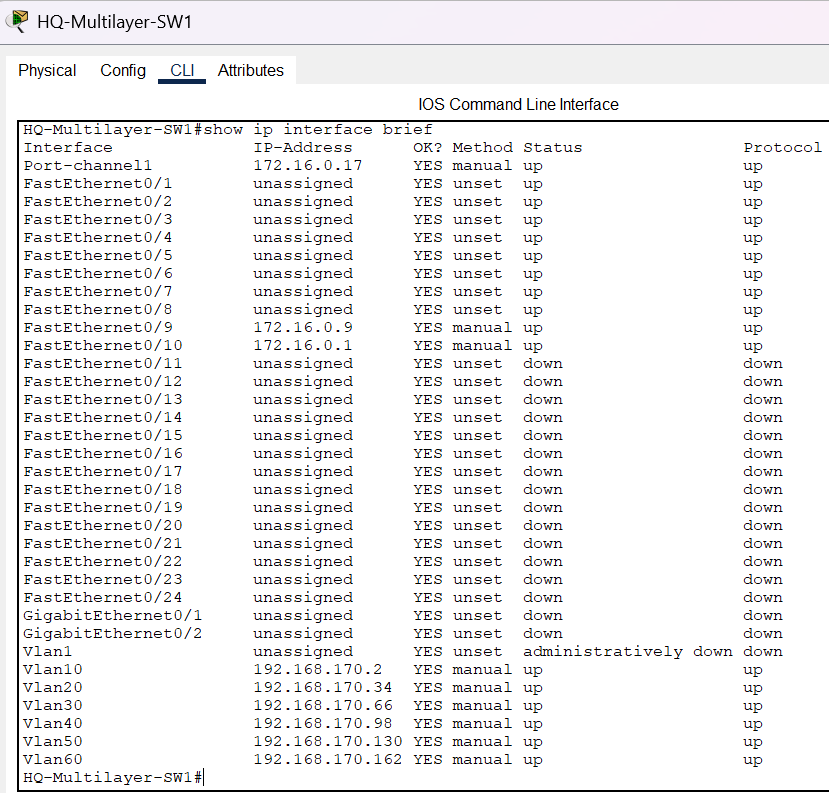 HQ-Multilayer-SW1
Physical Config CLI Attributes
IOS Command Line Interface
HQ-Multilayer-SW1#show ip interface brief
Interface IP-Address OK? Method Status Protocol
Port-channel1 172.16.0.17 YES manual up up
FastEthernet0/1 unassigned YES unset up up
FastEthernet0/2 unassigned YES unset up up
FastEthernet0/3 unassigned YES unset up up
FastEthernet0/4 unassigned YES unset up up
FastEthernet0/5 unassigned YES unset up up
FastEthernet0/6 unassigned YES unset up up
FastEthernet0/7 unassigned YES unset up up
FastEthernet0/8 unassigned YES unset up up
FastEthernet0/9 172.16.0.9 YES manual up up
FastEthernet0/10 172.16.0.1 YES manual up up
FastEthernet0/11 unassigned YES unset down down
FastEthernet0/12 unassigned YES unset down down
FastEthernet0/13 unassigned YES unset down down
FastEthernet0/14 unassigned YES unset down down
FastEthernet0/15 unassigned YES unset down down
FastEthernet0/16 unassigned YES unset down down
FastEthernet0/17 unassigned YES unset down down
FastEthernet0/18 unassigned YES unset down down
FastEthernet0/19 unassigned YES unset down down
FastEthernet0/20 unassigned YES unset down down
FastEthernet0/21 unassigned YES unset down down
FastEthernet0/22 unassigned YES unset down down
FastEthernet0/23 unassigned YES unset down down
FastEthernet0/24 unassigned YES unset down down
GigabitEthernet0/1 unassigned YES unset down down
GigabitEthernet0/2 unassigned YES unset down down
Vlan1 unassigned YES unset administratively down down
Vlan10 192.168.170.2 YES manual up up
Vlan20 192.168.170.34 YES manual up up
Vlan30 192.168.170.66 YES manual up up
Vlan40 192.168.170.98 YES manual up up
Vlan50 192.168.170.130 YES manual up up
Vlan60 192.168.170.162 YES manual up up
HQ-Multilayer-SW1#